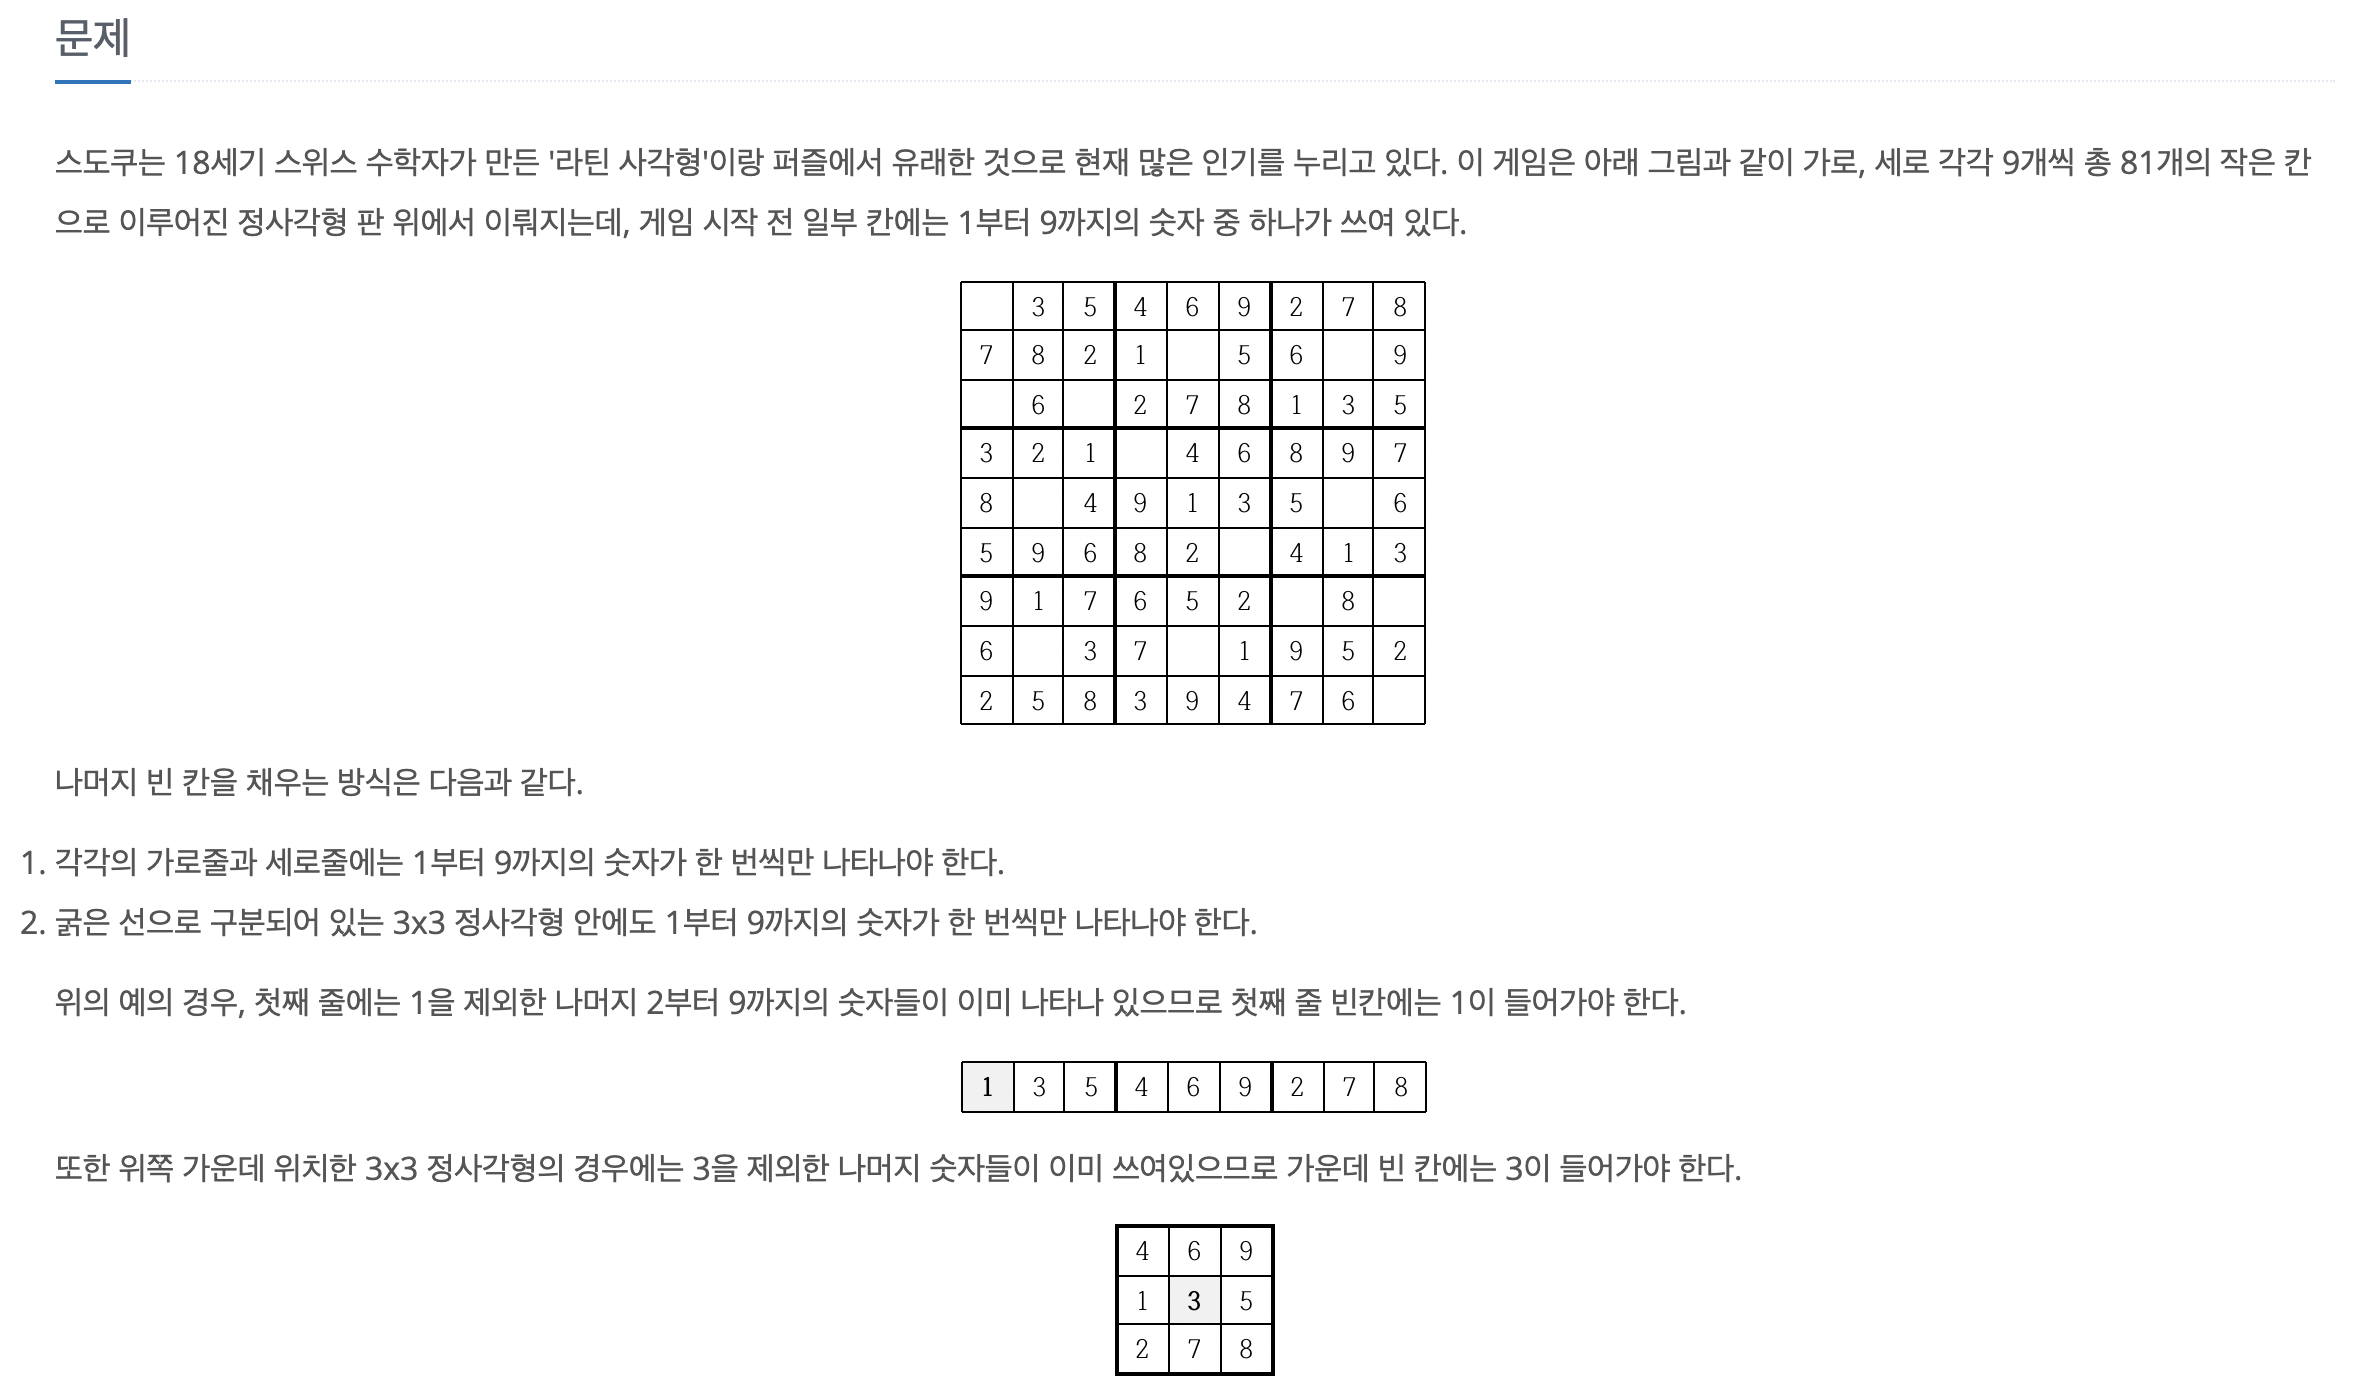 문제
스도쿠는 18세기 스위스 수학자가 만든 '라틴 사각형'이랑 퍼즐에서 유래한 것으로 현재 많은 인기를 누리고 있다. 이 게임은 아래 그림과 같이 가로, 세로 각각 9개씩 총 81개의 작은 칸
으로 이루어진 정사각형 판 위에서 이뤄지는데, 게임 시작 전 일부 칸에는 1부터 9까지의 숫자 중 하나가 쓰여 있다.
3 5 4 6 9 2 7 8
7 8 2 1 5 6 9
6 2 7 8 1 3 5
3 2 1 4 6 8 9 7
8 4 9 1 3 5 6
5 9 6 8 2 4 1 3
9 1 7 6 5 2 8
6 3 7 1 9 5 2
2 5 8 3 9 4 7 6
나머지 빈 칸을 채우는 방식은 다음과 같다.
1. 각각의 가로줄과 세로줄에는 1부터 9까지의 숫자가 한 번씩만 나타나야 한다.
2. 굵은 선으로 구분되어 있는 3x3 정사각형 안에도 1부터 9까지의 숫자가 한 번씩만 나타나야 한다.
위의 예의 경우, 첫째 줄에는 1을 제외한 나머지 2부터 9까지의 숫자들이 이미 나타나 있으므로 첫째 줄 빈칸에는 1이 들어가야 한다.
1 3 5 4 6 9 2 7 8
또한 위쪽 가운데 위치한 3x3 정사각형의 경우에는 3을 제외한 나머지 숫자들이 이미 쓰여있으므로 가운데 빈 칸에는 3이 들어가야 한다.
4 6 9
1 3 5
2 7 8